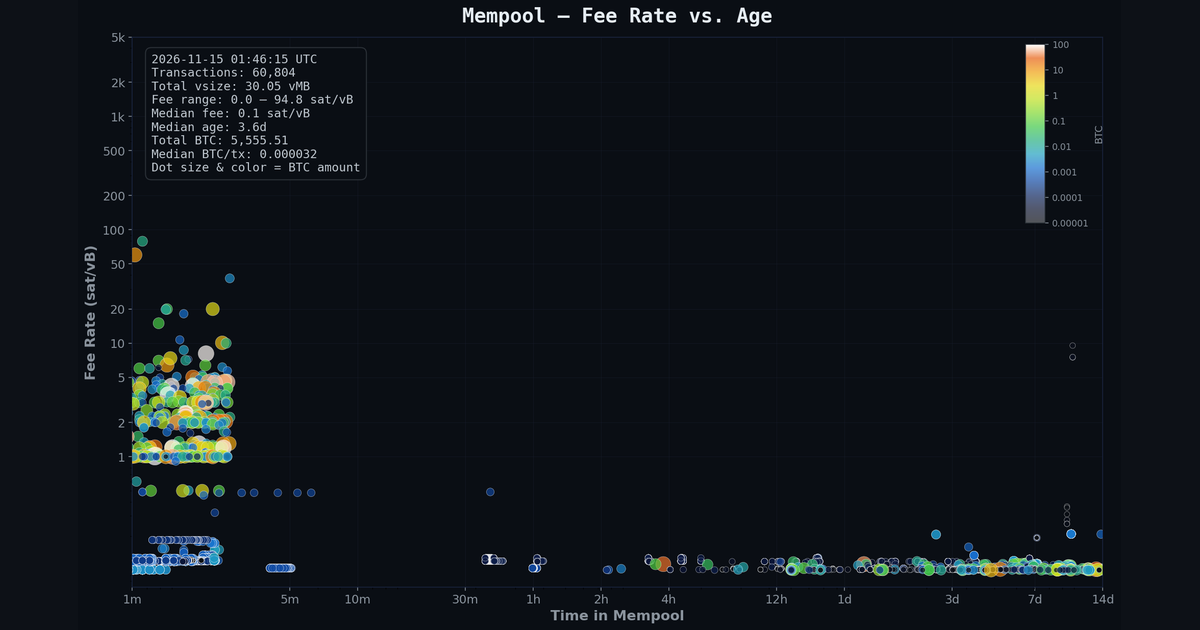 Mempool — Fee Rate vs. Age
2026-11-15 01:46:15 UTC
Transactions: 60,804
Total vsize: 30.05 vMB
Fee range: 0.0 – 94.8 sat/vB
Median fee: 0.1 sat/vB
Median age: 3.6d
Total BTC: 5,555.51
Median BTC/tx: 0.000032
Dot size & color = BTC amount
100
10
1
0.1
0.01
0.001
0.0001
0.00001
BTC
Fee Rate (sat/vB)
5k
2k
1k
500
200
100
50
20
10
5
2
1
1m
5m
10m
30m
1h
2h
4h
12h
1d
3d
7d
14d
Time in Mempool